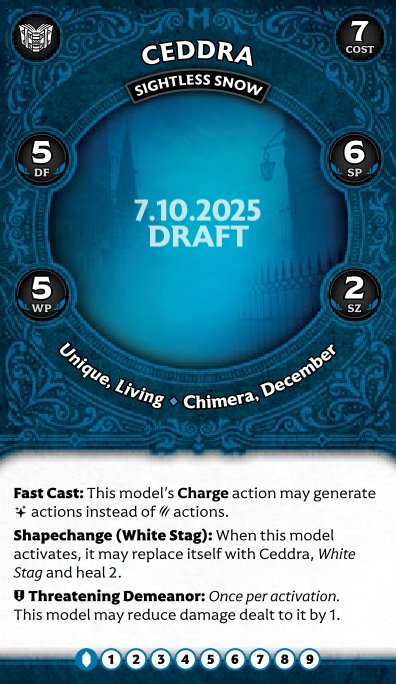 7
COST
CEDDRA
SIGHTLESS SNOW
5
DF
6
SP
7.10.2025
DRAFT
5
WP
2
SZ
Unique, Living ◆ Chimera, December
Fast Cast: This model's Charge action may generate
actions instead of actions.
Shapechange (White Stag): When this model
activates, it may replace itself with Ceddra, White
Stag and heal 2.
Threatening Demeanor: Once per activation.
This model may reduce damage dealt to it by 1.
1 2 3 4 5 6 7 8 9